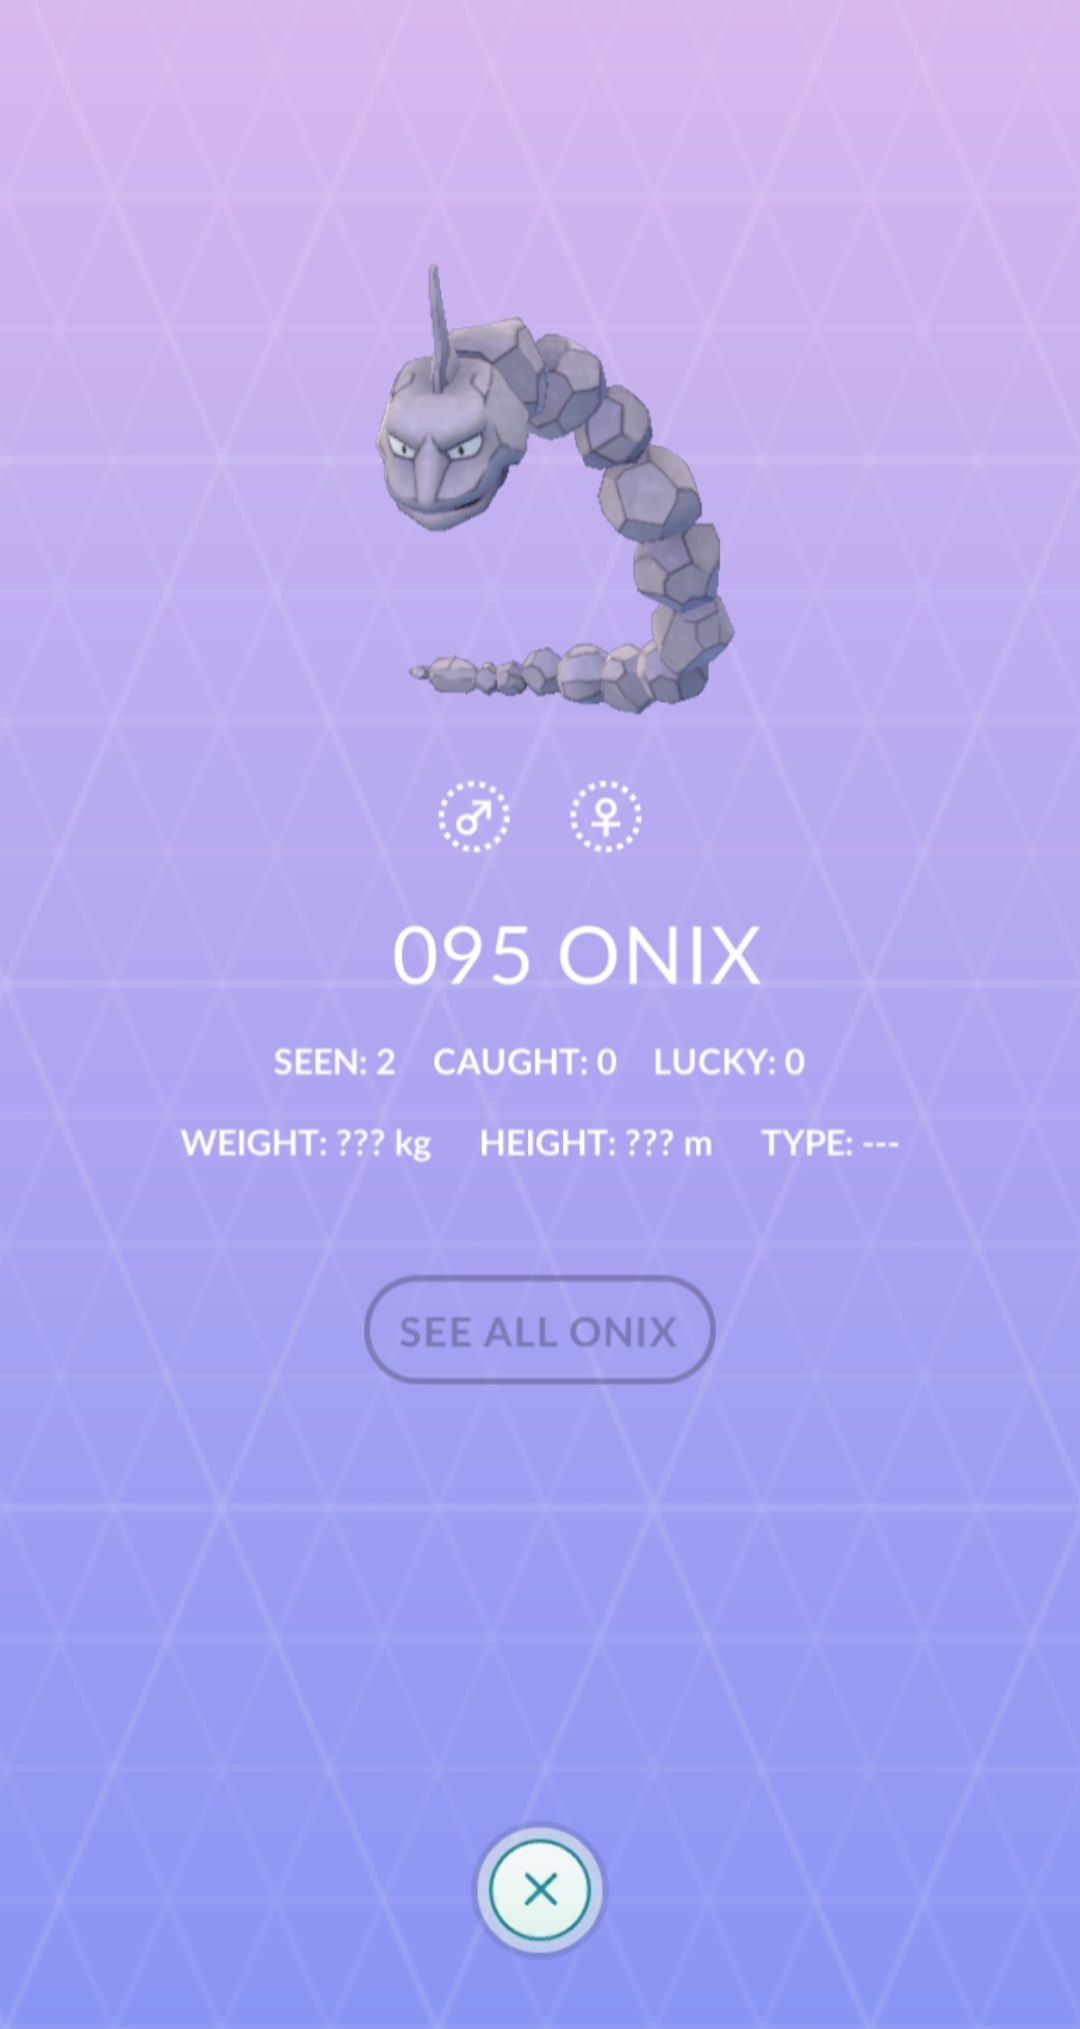 095 ONIX
SEEN: 2 CAUGHT: 0 LUCKY: 0
WEIGHT: ??? kg HEIGHT: ??? m TYPE: ---
SEE ALL ONIX